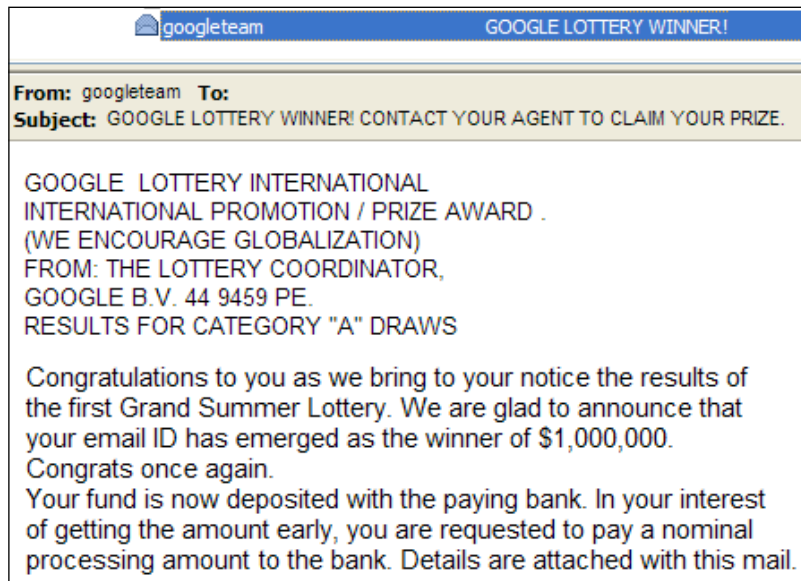 googleteam GOOGLE LOTTERY WINNER!
From: googleteam To:
Subject: GOOGLE LOTTERY WINNER! CONTACT YOUR AGENT TO CLAIM YOUR PRIZE.
GOOGLE LOTTERY INTERNATIONAL
INTERNATIONAL PROMOTION / PRIZE AWARD .
(WE ENCOURAGE GLOBALIZATION)
FROM: THE LOTTERY COORDINATOR,
GOOGLE B.V. 44 9459 PE.
RESULTS FOR CATEGORY "A" DRAWS
Congratulations to you as we bring to your notice the results of
the first Grand Summer Lottery. We are glad to announce that
your email ID has emerged as the winner of $1,000,000.
Congrats once again.
Your fund is now deposited with the paying bank. In your interest
of getting the amount early, you are requested to pay a nominal
processing amount to the bank. Details are attached with this mail.